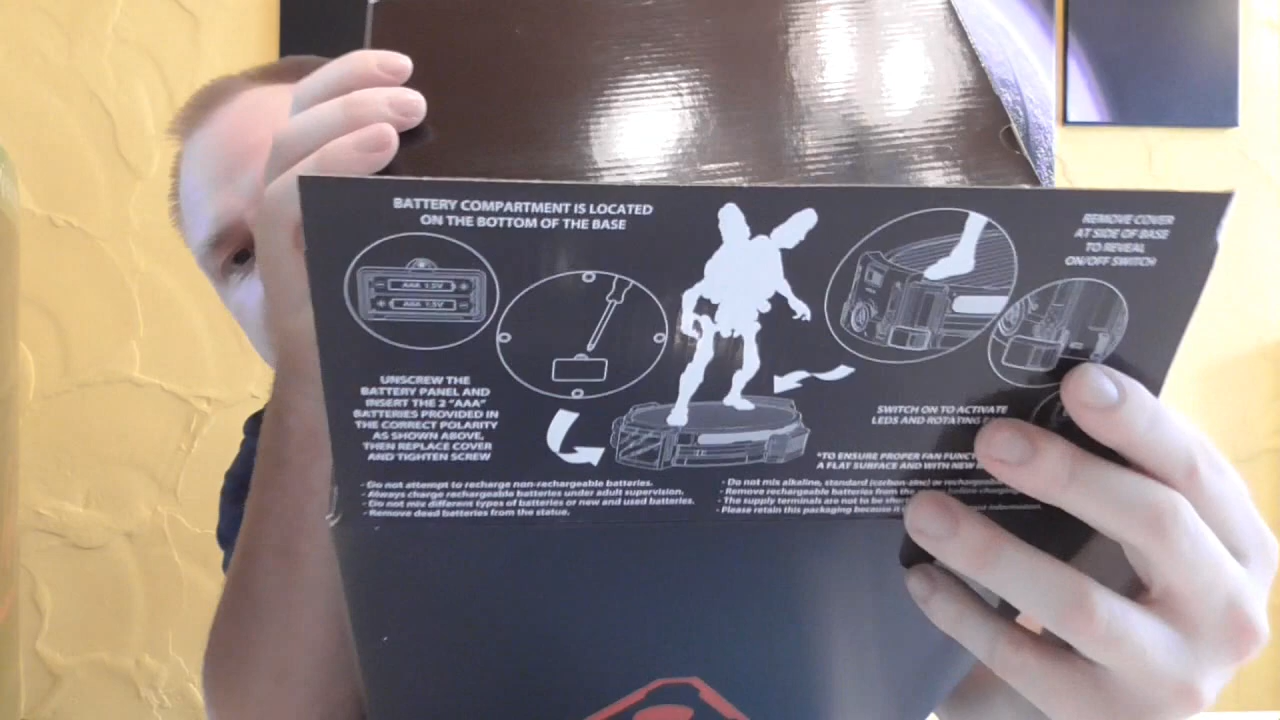 BATTERY COMPARTMENT IS LOCATED
ON THE BOTTOM OF THE BASE
AAA 1.5V
AAA 1.5V
UNSCREW THE
BATTERY PANEL AND
INSERT THE 2 "AAA"
BATTERIES PROVIDED IN
THE CORRECT POLARITY
AS SHOWN ABOVE,
THEN REPLACE COVER
AND TIGHTEN SCREW
REMOVE COVER
AT SIDE OF BASE
TO REVEAL
ON/OFF SWITCH
SWITCH ON TO ACTIVATE
LEDS AND ROTATING
*TO ENSURE PROPER FAN
A FLAT SURFACE AND WITH NEW
- Do not attempt to recharge non-rechargeable batteries.
- Always charge rechargeable batteries under adult supervision.
- Do not mix different types of batteries or new and used batteries.
- Remove dead batteries from the statue.
- Do not mix alkaline, standard (carbon-zinc) or
- Remove rechargeable batteries from the
- The supply terminals are not to be
- Please retain this packaging because it